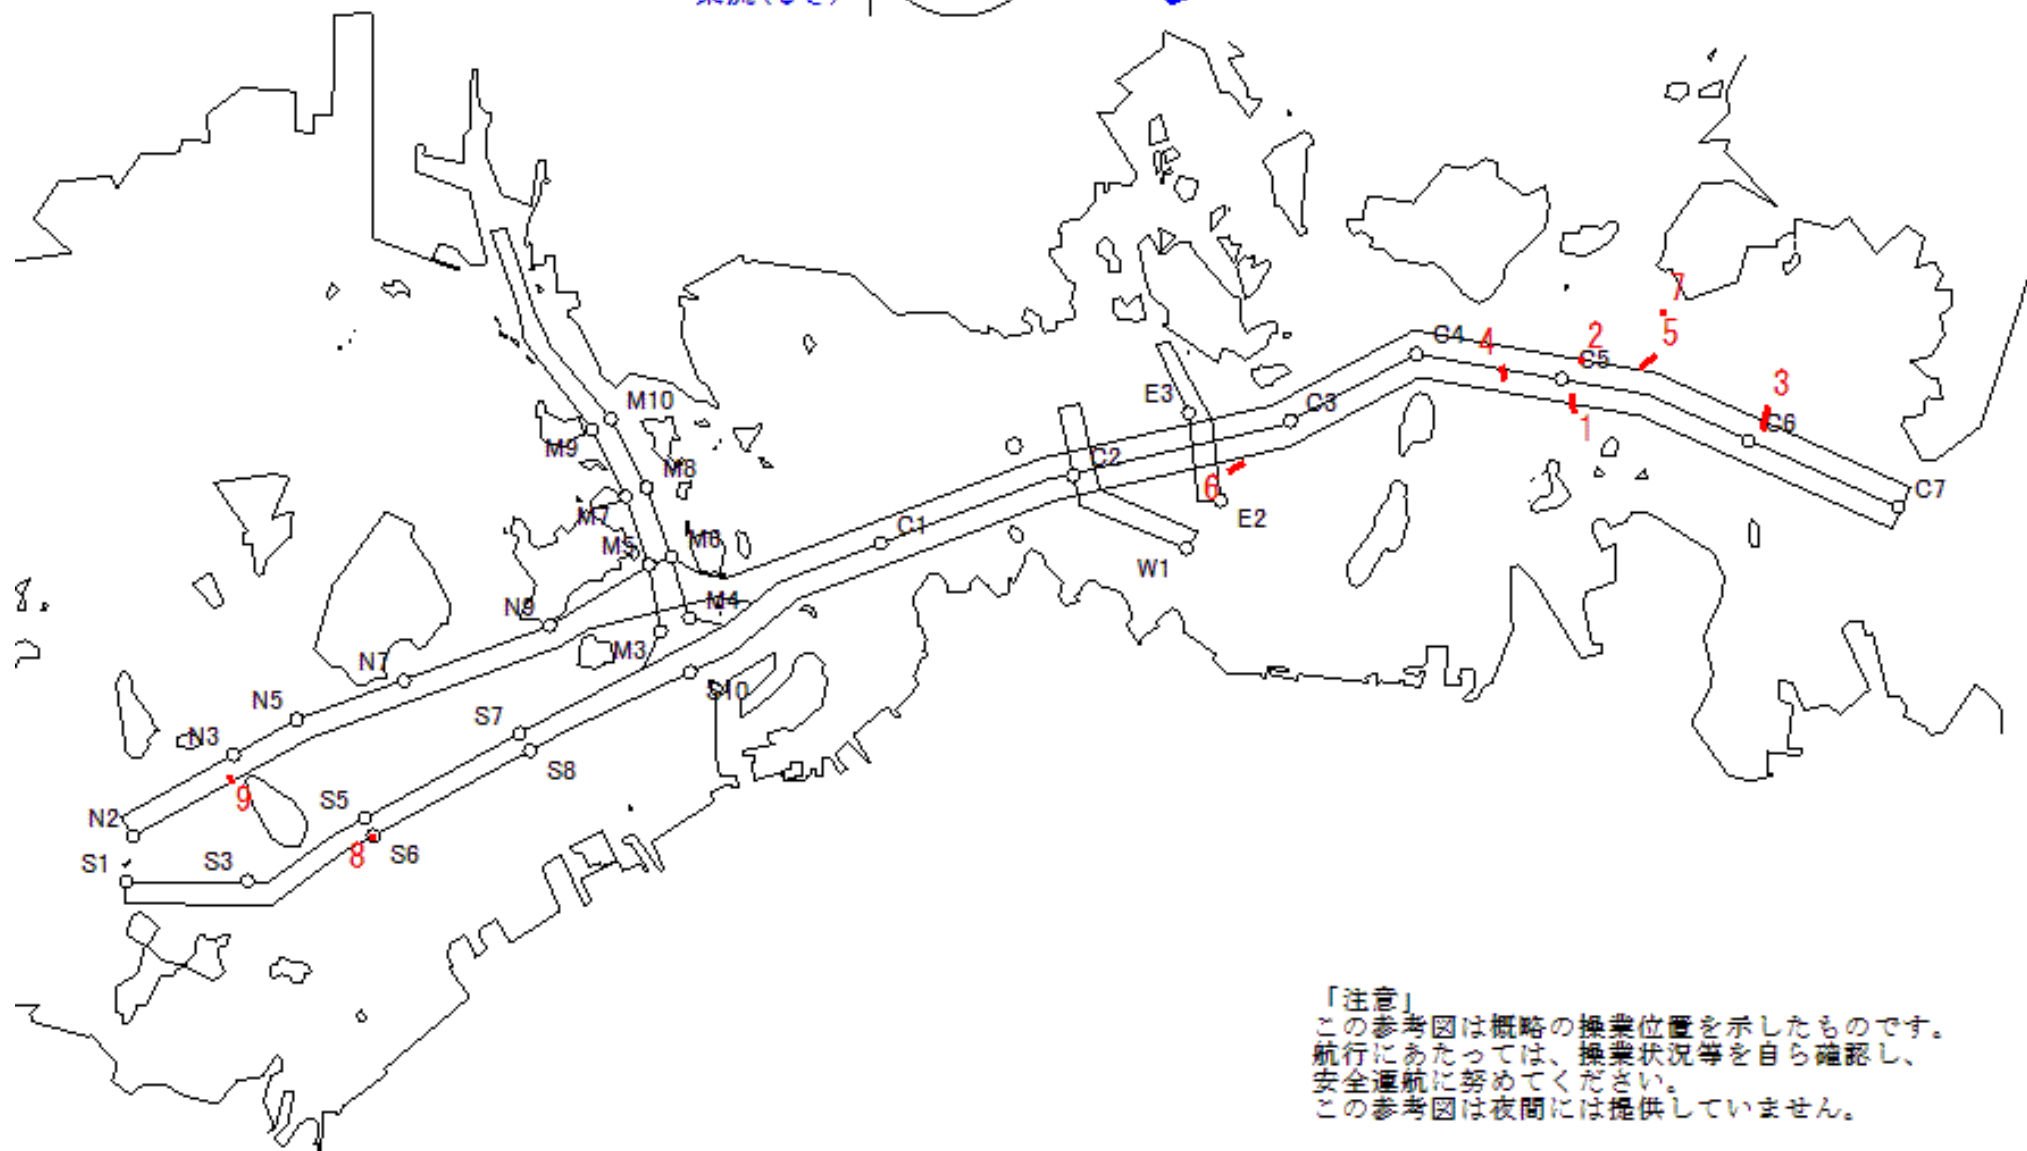 C4
4
2
C5
7
5
3
C6
1
E3
C3
M10
M9
M8
C2
6
E2
C7
M7
M5
M6
C1
W1
N9
M4
M3
N7
S10
N5
N3
S7
S8
9
N2
S5
8
S6
S1
S3
「注意」
この参考図は概略の操業位置を示したものです。
航行にあたっては、操業状況等を自ら確認し、
安全運航に努めてください。
この参考図は夜間には提供していません。